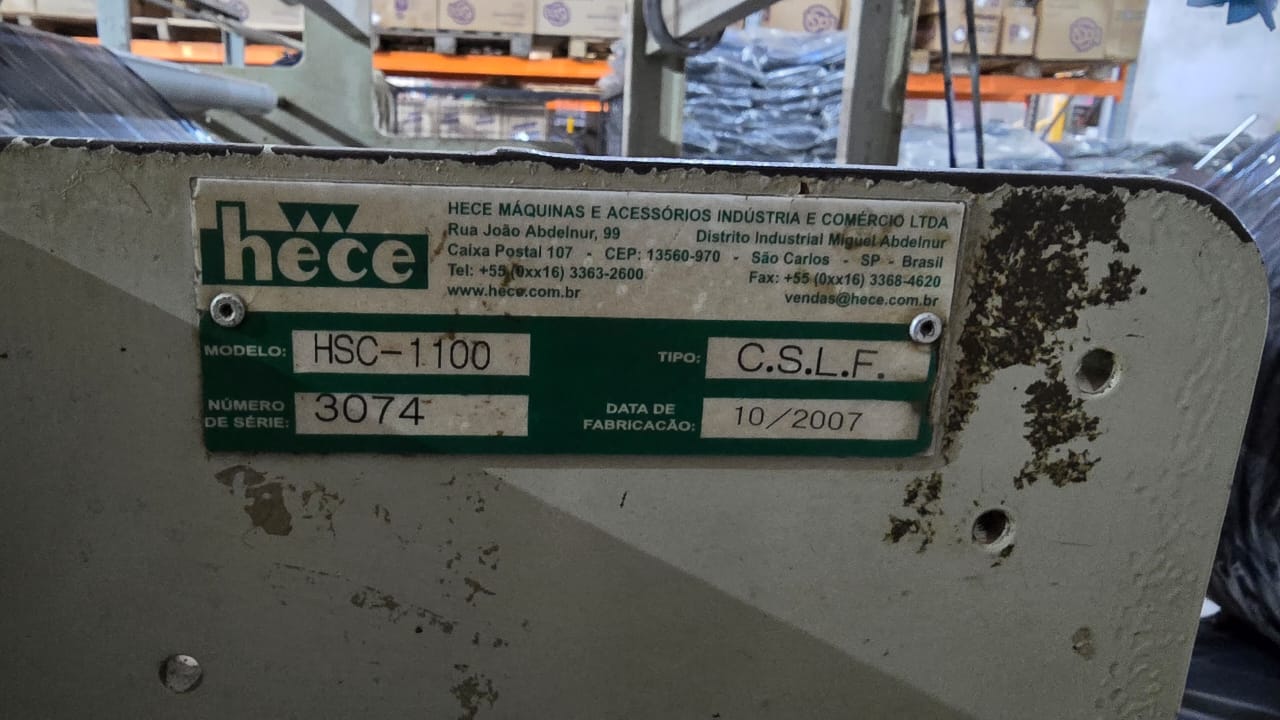 hece
HECE MÁQUINAS E ACESSÓRIOS INDÚSTRIA E COMÉRCIO LTDA
Rua João Abdelnur, 99 Distrito Industrial Miguel Abdelnur
Caixa Postal 107 - CEP: 13560-970 - São Carlos - SP - Brasil
Tel: +55 (0xx16) 3363-2600 Fax: +55 (0xx16) 3368-4620
www.hece.com.br vendas@hece.com.br
MODELO: HSC-1100 TIPO: C.S.L.F.
NÚMERO DE SÉRIE: 3074 DATA DE FABRICACÃO: 10/2007